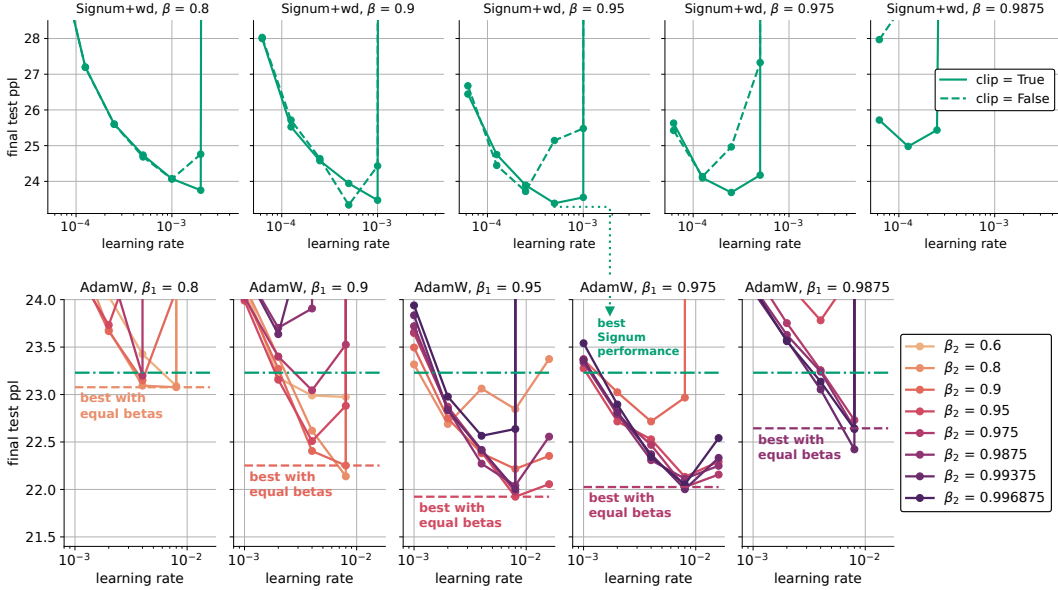 Signum+wd, β = 0.8
Signum+wd, β = 0.9
Signum+wd, β = 0.95
Signum+wd, β = 0.975
Signum+wd, β = 0.9875
final test ppl
28
27
26
25
24
10⁻⁴
10⁻³
learning rate
10⁻⁴
10⁻³
learning rate
10⁻⁴
10⁻³
learning rate
10⁻⁴
10⁻³
learning rate
10⁻⁴
10⁻³
learning rate
clip = True
clip = False
AdamW, β₁ = 0.8
AdamW, β₁ = 0.9
AdamW, β₁ = 0.95
AdamW, β₁ = 0.975
AdamW, β₁ = 0.9875
final test ppl
24.0
23.5
23.0
22.5
22.0
21.5
best with
equal betas
best with
equal betas
best with
equal betas
best
Signum
performance
best with
equal betas
best with
equal betas
10⁻³
10⁻²
learning rate
10⁻³
10⁻²
learning rate
10⁻³
10⁻²
learning rate
10⁻³
10⁻²
learning rate
10⁻³
10⁻²
learning rate
β₂ = 0.6
β₂ = 0.8
β₂ = 0.9
β₂ = 0.95
β₂ = 0.975
β₂ = 0.9875
β₂ = 0.99375
β₂ = 0.996875